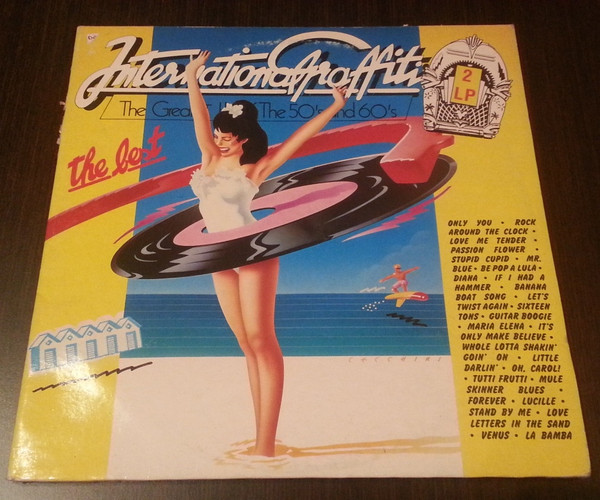 International Graffiti
The Greatest Of The 50's and 60's
2
LP
the best
ONLY YOU • ROCK
AROUND THE CLOCK •
LOVE ME TENDER •
PASSION FLOWER •
STUPID CUPID • MR.
BLUE • BE POP A LULA •
DIANA • IF I HAD A
HAMMER • BANANA
BOAT SONG • LET'S
TWIST AGAIN • SIXTEEN
TONS • GUITAR BOOGIE
• MARIA ELENA • IT'S
ONLY MAKE BELIEVE •
WHOLE LOTTA SHAKIN'
GOIN' ON • LITTLE
DARLIN' • OH, CAROL!
• TUTTI FRUTTI • MULE
SKINNER BLUES •
FOREVER • LUCILLE •
STAND BY ME • LOVE
LETTERS IN THE SAND
• VENUS • LA BAMBA